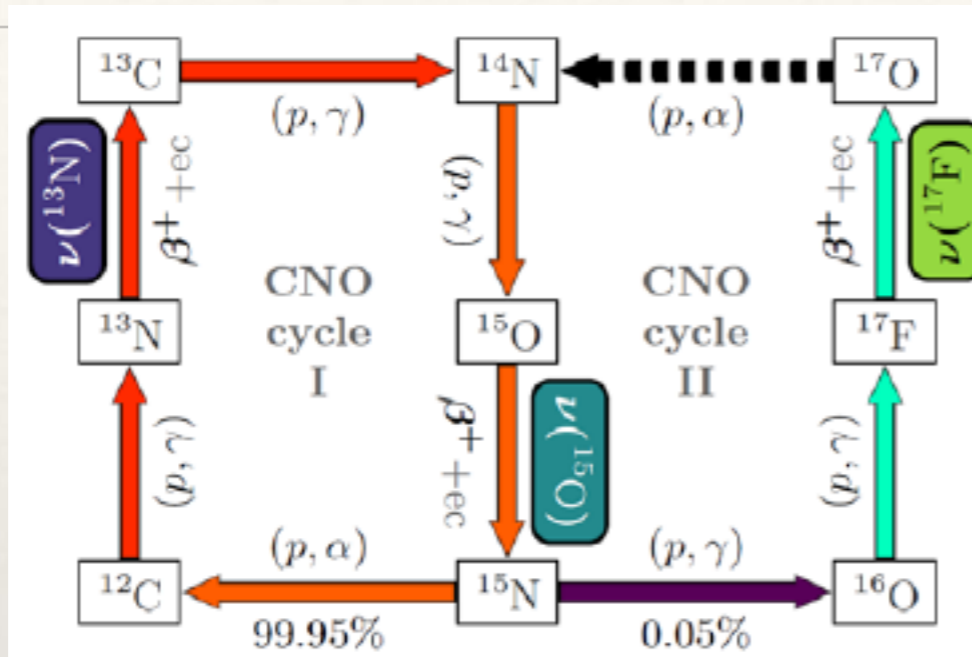 ¹³C
¹⁴N
¹⁷O
(p, γ)
(p, α)
ν(¹³N)
β⁺+ec
(p,γ)
β⁺+ec
ν(¹⁷F)
CNO
cycle
I
CNO
cycle
II
¹³N
¹⁵O
¹⁷F
(p, γ)
β⁺+ec
ν(¹⁵O)
(p, γ)
(p, α)
(p, γ)
¹²C
¹⁵N
¹⁶O
99.95%
0.05%